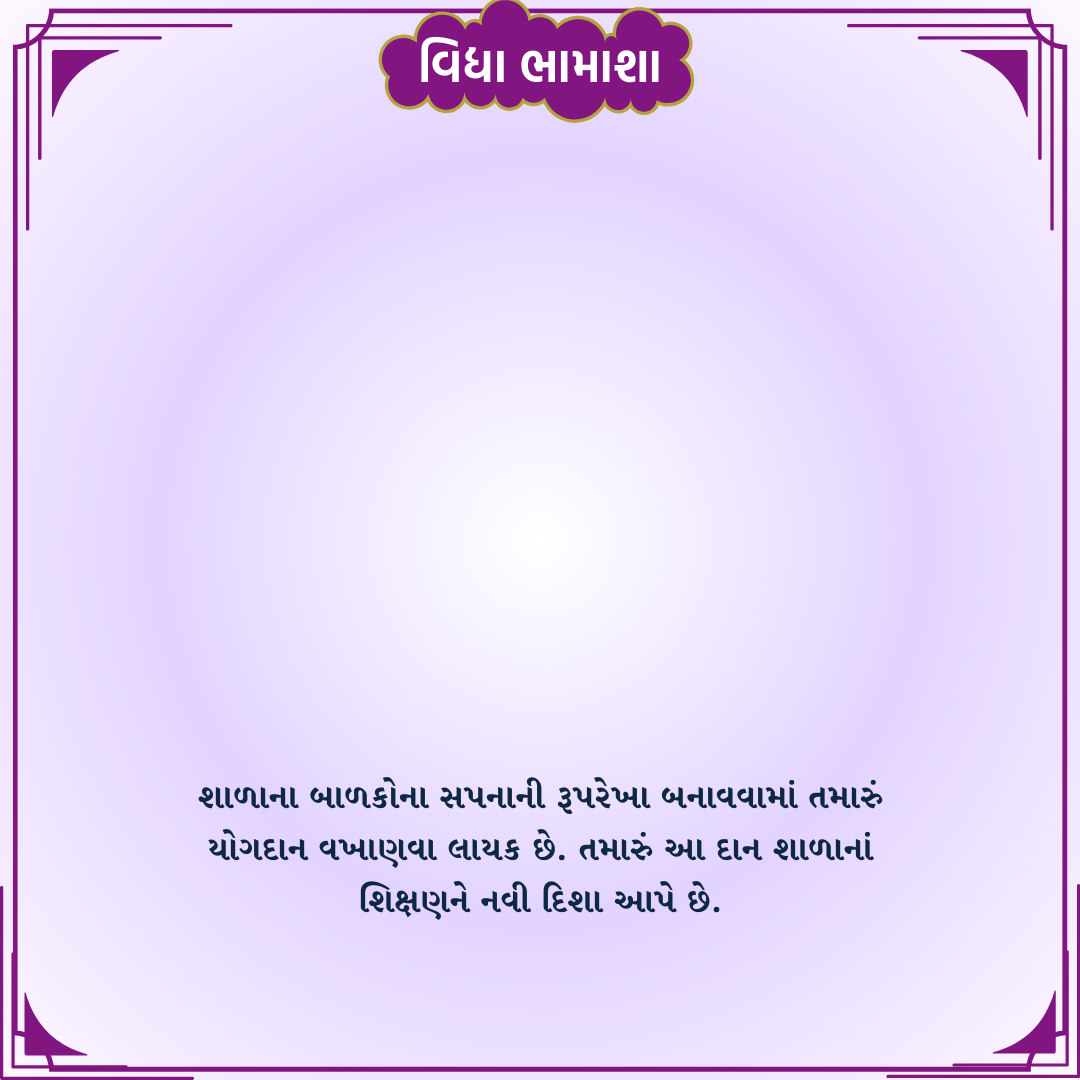 વિદ્યા ભામાશા
શાળાના બાળકોના સપનાની રૂપરેખા બનાવવામાં તમારું
યોગદાન વખાણવા લાયક છે. તમારું આ દાન શાળાનાં
શિક્ષણને નવી દિશા આપે છે.